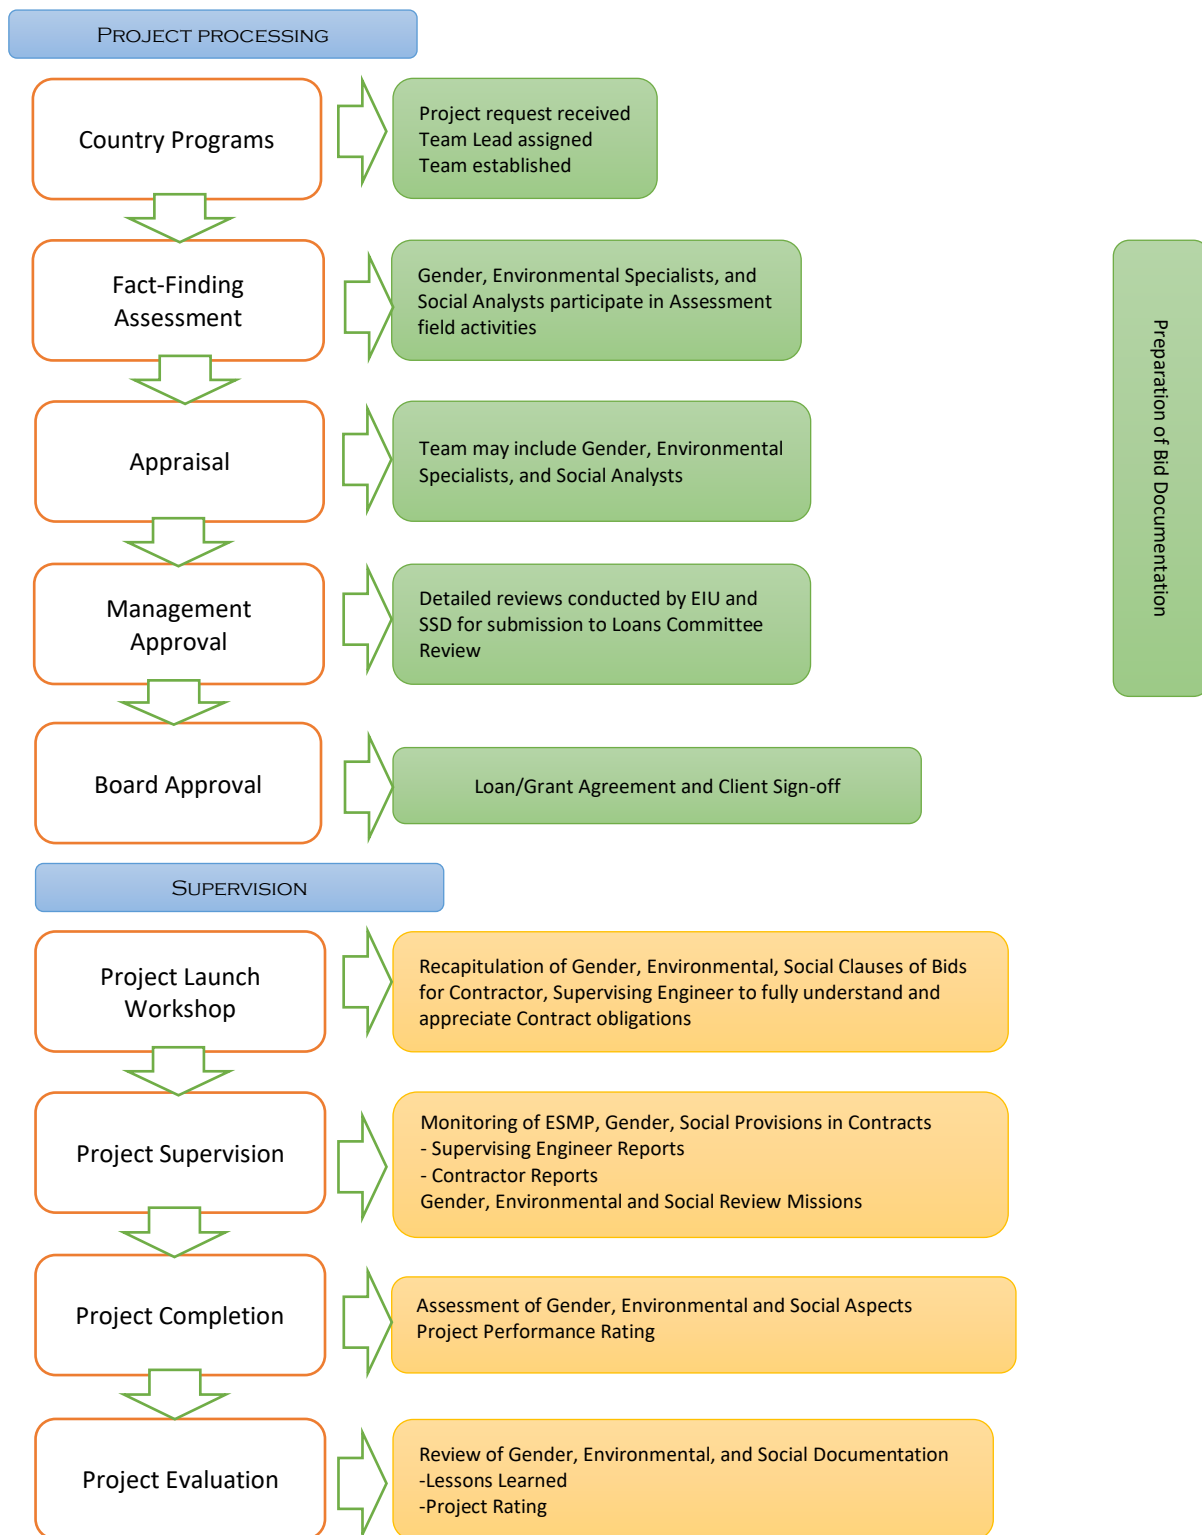 PROJECT PROCESSING
Country Programs
Project request received
Team Lead assigned
Team established
Fact-Finding
Assessment
Gender, Environmental Specialists, and
Social Analysts participate in Assessment
field activities
Preparation of Bid Documentation
Appraisal
Team may include Gender, Environmental
Specialists, and Social Analysts
Management
Approval
Detailed reviews conducted by EIU and
SSD for submission to Loans Committee
Review
Board Approval
Loan/Grant Agreement and Client Sign-off
SUPERVISION
Project Launch
Workshop
Recapitulation of Gender, Environmental, Social Clauses of Bids
for Contractor, Supervising Engineer to fully understand and
appreciate Contract obligations
Project Supervision
Monitoring of ESMP, Gender, Social Provisions in Contracts
- Supervising Engineer Reports
- Contractor Reports
Gender, Environmental and Social Review Missions
Project Completion
Assessment of Gender, Environmental and Social Aspects
Project Performance Rating
Project Evaluation
Review of Gender, Environmental, and Social Documentation
-Lessons Learned
-Project Rating